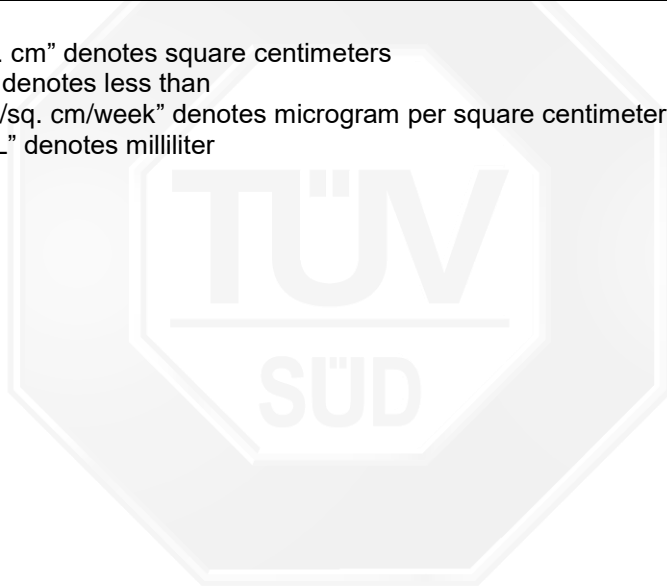 . cm” denotes square centimeters
denotes less than
/sq. cm/week” denotes microgram per square centimeter
” denotes milliliter
TÜV
SÜD